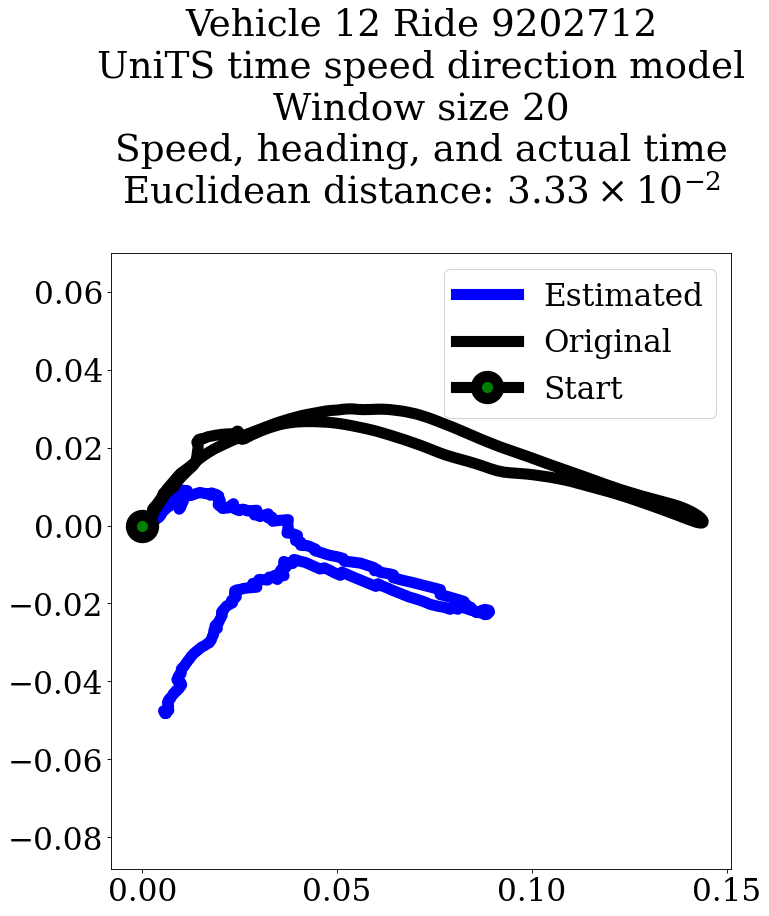 Vehicle 12 Ride 9202712
UniTS time speed direction model
Window size 20
Speed, heading, and actual time
Euclidean distance: 3.33 × 10⁻²
Estimated
Original
Start
0.06
0.04
0.02
0.00
−0.02
−0.04
−0.06
−0.08
0.00 0.05 0.10 0.15